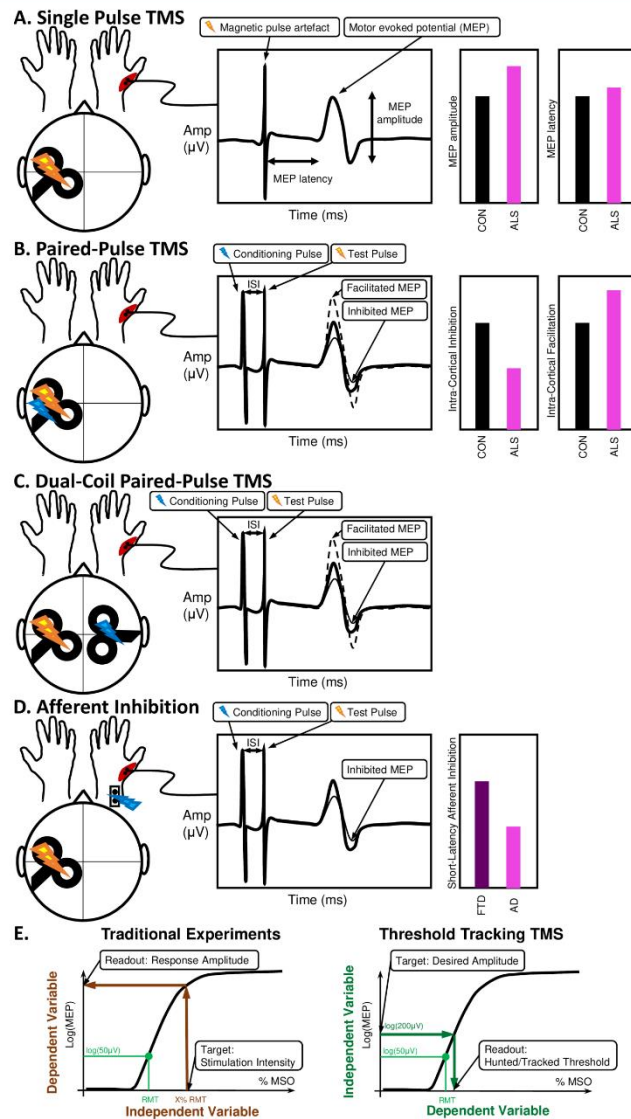 A. Single Pulse TMS
Magnetic pulse artefact
Motor evoked potential (MEP)
Amp
(µV)
MEP
amplitude
MEP latency
Time (ms)
MEP amplitude
CON
ALS
MEP latency
CON
ALS
B. Paired-Pulse TMS
Conditioning Pulse
Test Pulse
ISI
Facilitated MEP
Inhibited MEP
Amp
(µV)
Time (ms)
Intra-Cortical Inhibition
CON
ALS
Intra-Cortical Facilitation
CON
ALS
C. Dual-Coil Paired-Pulse TMS
Conditioning Pulse
Test Pulse
ISI
Facilitated MEP
Inhibited MEP
Amp
(µV)
Time (ms)
D. Afferent Inhibition
Conditioning Pulse
Test Pulse
ISI
Inhibited MEP
Amp
(µV)
Time (ms)
Short-Latency Afferent Inhibition
FTD
AD
E.
Traditional Experiments
Readout: Response Amplitude
Dependent Variable
Log(MEP)
log(50µV)
Target:
Stimulation Intensity
% MSO
RMT
X% RMT
Independent Variable
Threshold Tracking TMS
Target: Desired Amplitude
Independent Variable
Log(MEP)
log(200µV)
log(50µV)
Readout:
Hunted/Tracked Threshold
% MSO
RMT
Dependent Variable